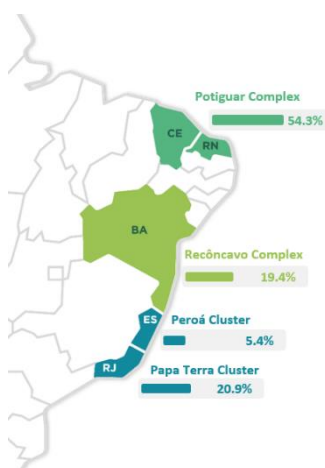 Potiguar Complex
CE
54.3%
RN
BA
Recôncavo Complex
19.4%
ES
Peroá Cluster
5.4%
Papa Terra Cluster
RJ
20.9%